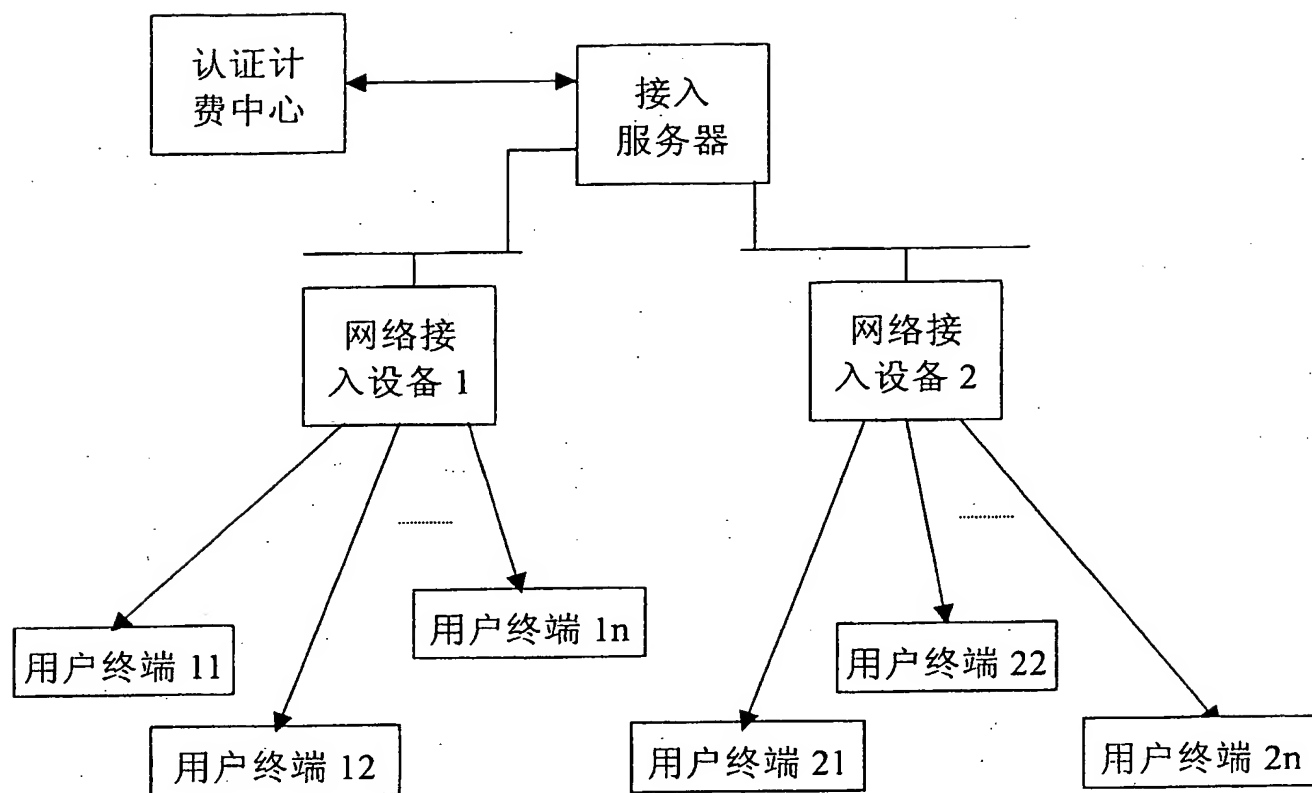 认证计
费中心
接入
服务器
网络接
入设备 1
网络接
入设备 2
用户终端 11
用户终端 12
用户终端 1n
用户终端 21
用户终端 22
用户终端 2n